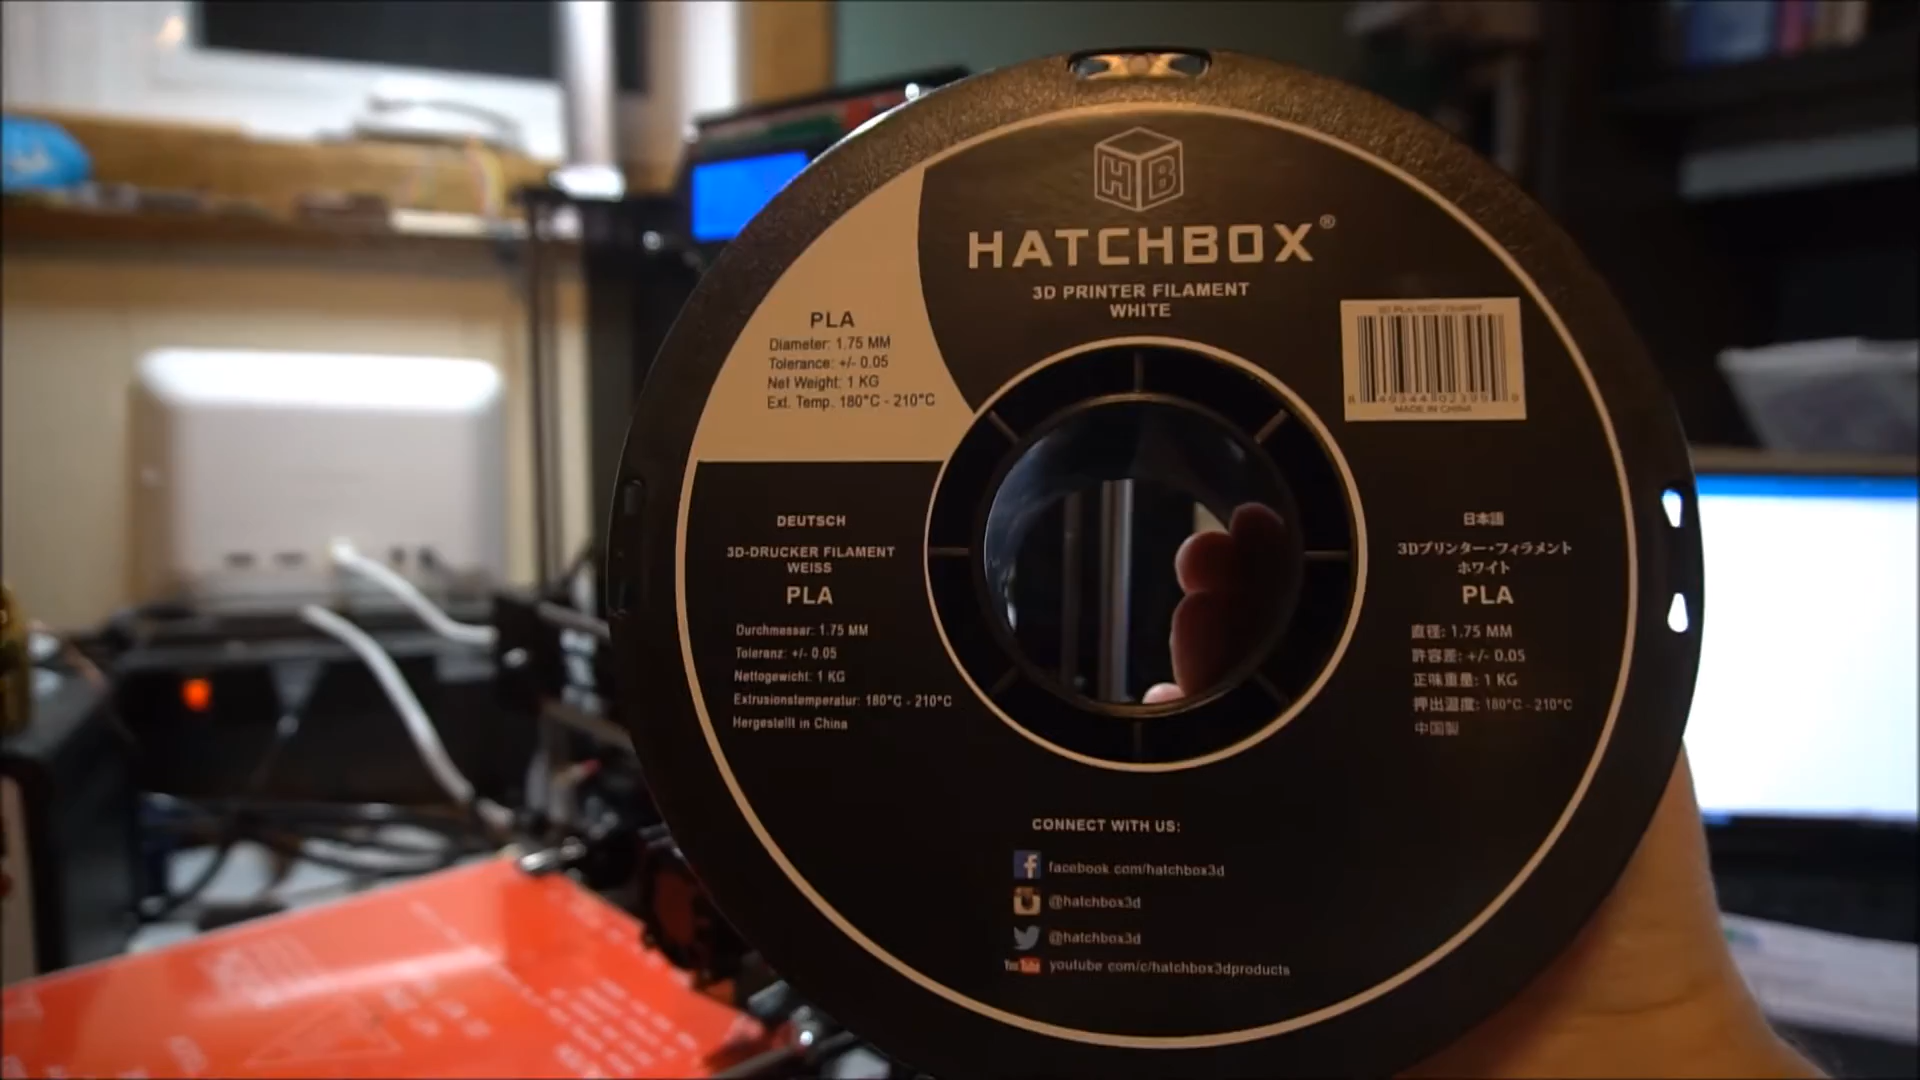 HB
HATCHBOX®
3D PRINTER FILAMENT
WHITE
PLA
Diameter: 1.75 MM
Tolerance: +/- 0.05
Net Weight: 1 KG
Ext. Temp. 180°C - 210°C
MADE IN CHINA
DEUTSCH
3D-DRUCKER FILAMENT
WEISS
PLA
Durchmessar: 1.75 MM
Toleranz: +/- 0.05
Nettogewicht: 1 KG
Extrusionstemperatur: 180°C - 210°C
Hergestellt in China
日本語
3Dプリンター・フィラメント
ホワイト
PLA
直径: 1.75 MM
許容差: +/- 0.05
正味重量: 1 KG
押出温度: 180°C - 210°C
中国製
CONNECT WITH US:
facebook.com/hatchbox3d
@hatchbox3d
@hatchbox3d
YouTube youtube com/c/hatchbox3dproducts